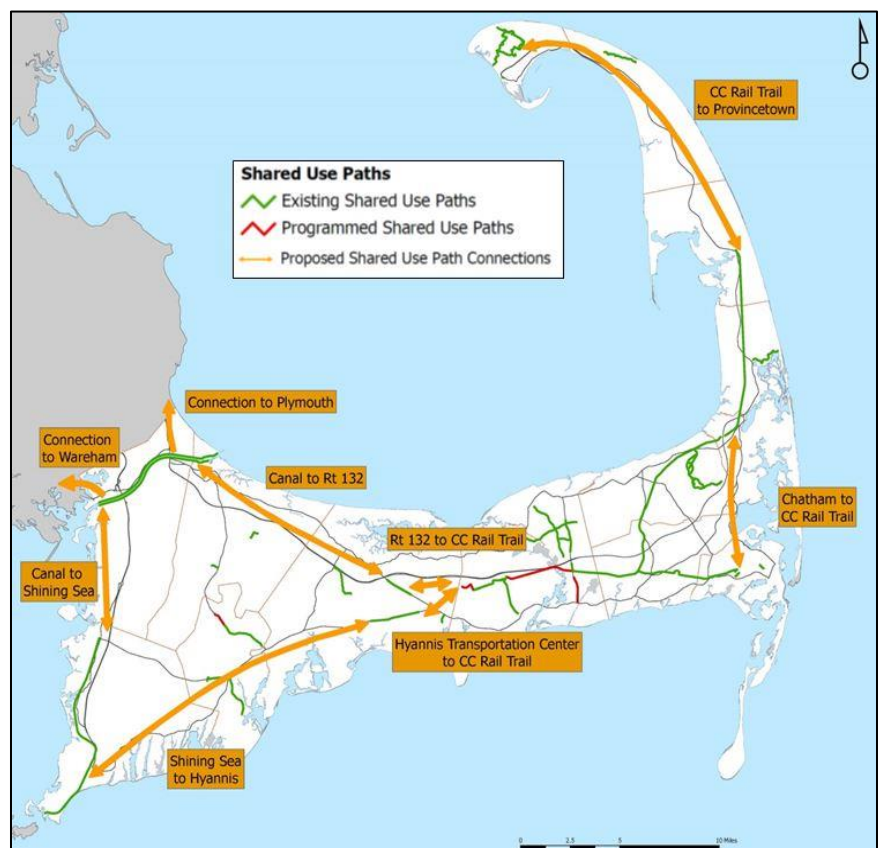 CC Rail Trail
to Provincetown
Shared Use Paths
Existing Shared Use Paths
Programmed Shared Use Paths
Proposed Shared Use Path Connections
Connection to Plymouth
Connection
to Wareham
Canal to Rt 132
Chatham to
CC Rail Trail
Rt 132 to CC Rail Trail
Canal to
Shining Sea
Hyannis Transportation Center
to CC Rail Trail
Shining Sea
to Hyannis
0 2.5 5 10 Miles